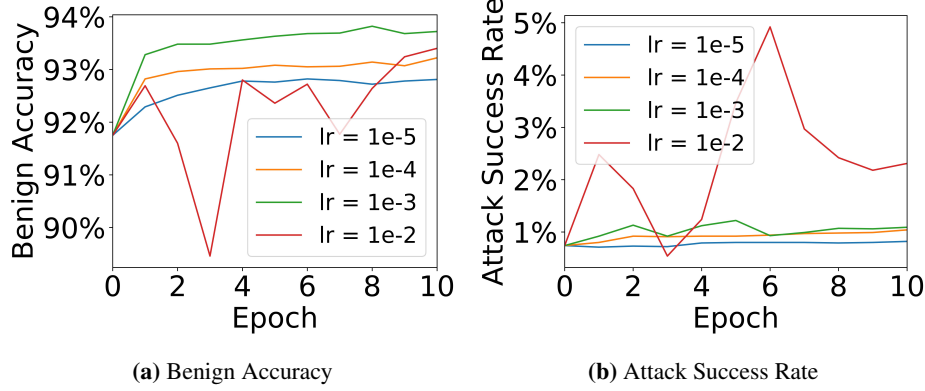 94%
93%
92%
91%
90%
Benign Accuracy
lr = 1e-5
lr = 1e-4
lr = 1e-3
lr = 1e-2
0 2 4 6 8 10
Epoch
(a) Benign Accuracy
5%
4%
3%
2%
1%
Attack Success Rate
lr = 1e-5
lr = 1e-4
lr = 1e-3
lr = 1e-2
0 2 4 6 8 10
Epoch
(b) Attack Success Rate